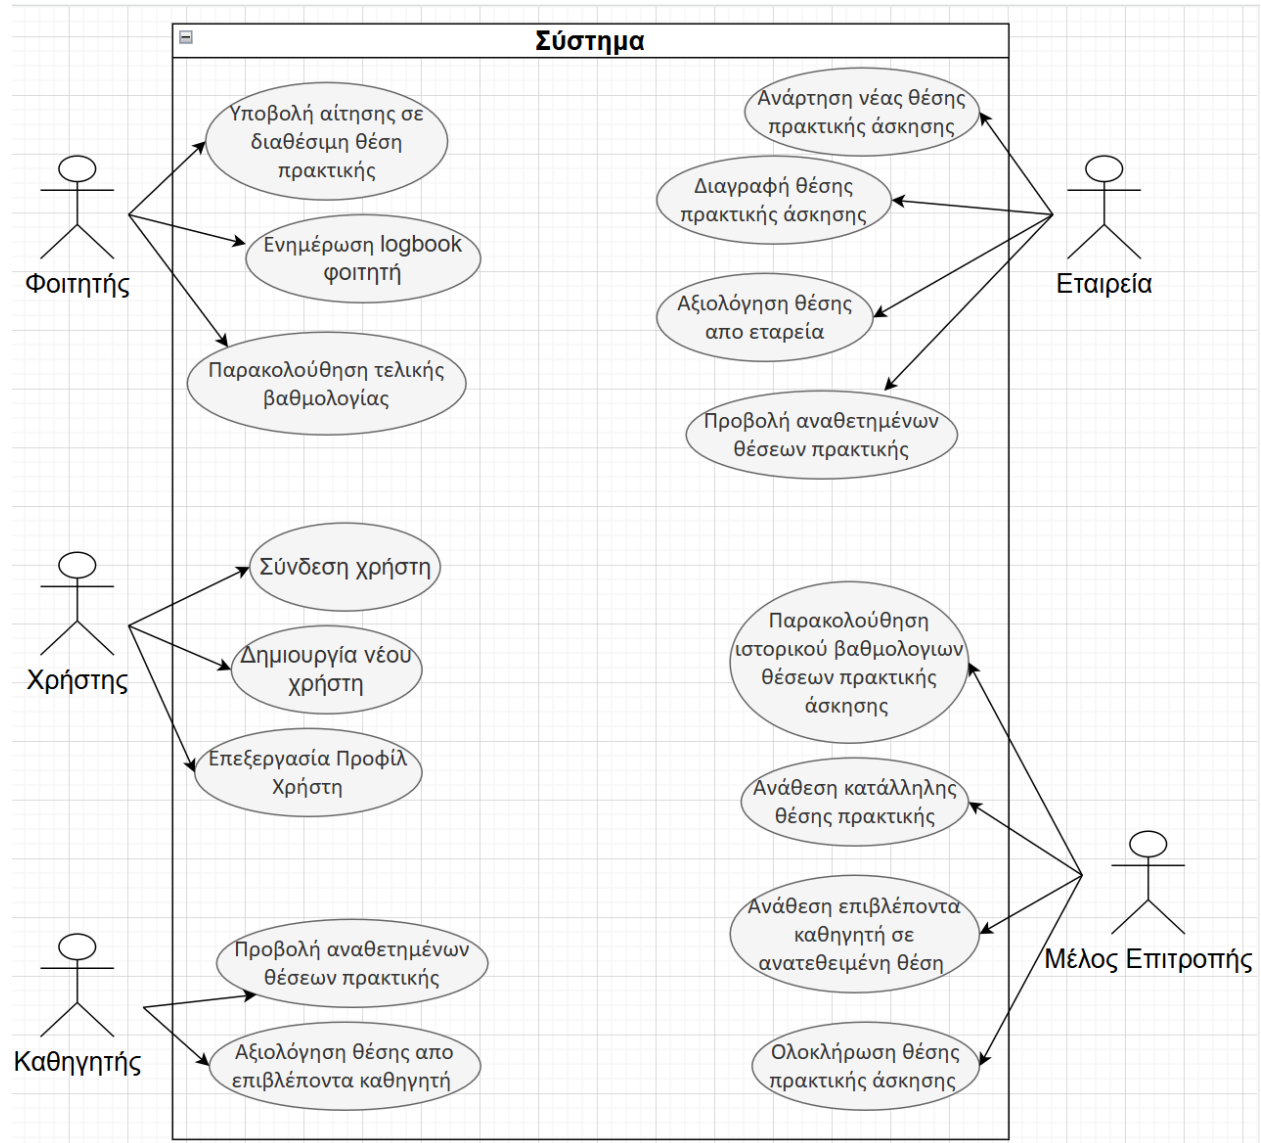 Σύστημα
Υποβολή αίτησης σε
διαθέσιμη θέση
πρακτικής
Ενημέρωση logbook
φοιτητή
Παρακολούθηση τελικής
βαθμολογίας
Φοιτητής
Ανάρτηση νέας θέσης
πρακτικής άσκησης
Διαγραφή θέσης
πρακτικής άσκησης
Αξιολόγηση θέσης
απο εταρεία
Προβολή αναθετημένων
θέσεων πρακτικής
Εταιρεία
Σύνδεση χρήστη
Δημιουργία νέου
χρήστη
Επεξεργασία Προφίλ
Χρήστη
Χρήστης
Παρακολούθηση
ιστορικού βαθμολογιων
θέσεων πρακτικής
άσκησης
Ανάθεση κατάλληλης
θέσης πρακτικής
Ανάθεση επιβλέποντα
καθηγητή σε
ανατεθειμένη θέση
Ολοκλήρωση θέσης
πρακτικής άσκησης
Μέλος Επιτροπής
Προβολή αναθετημένων
θέσεων πρακτικής
Αξιολόγηση θέσης απο
επιβλέποντα καθηγητή
Καθηγητής